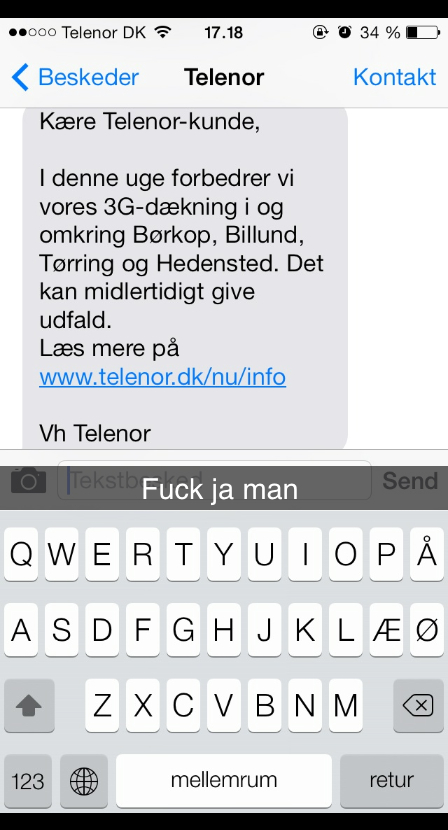 Telenor DK 17.18 34 %
Beskeder Telenor Kontakt
Kære Telenor-kunde,
I denne uge forbedrer vi
vores 3G-dækning i og
omkring Børkop, Billund,
Tørring og Hedensted. Det
kan midlertidigt give
udfald.
Læs mere på
www.telenor.dk/nu/info
Vh Telenor
Tekstbesked Send
Fuck ja man
Q W E R T Y U I O P Å
A S D F G H J K L Æ Ø
Z X C V B N M
123 mellemrum retur